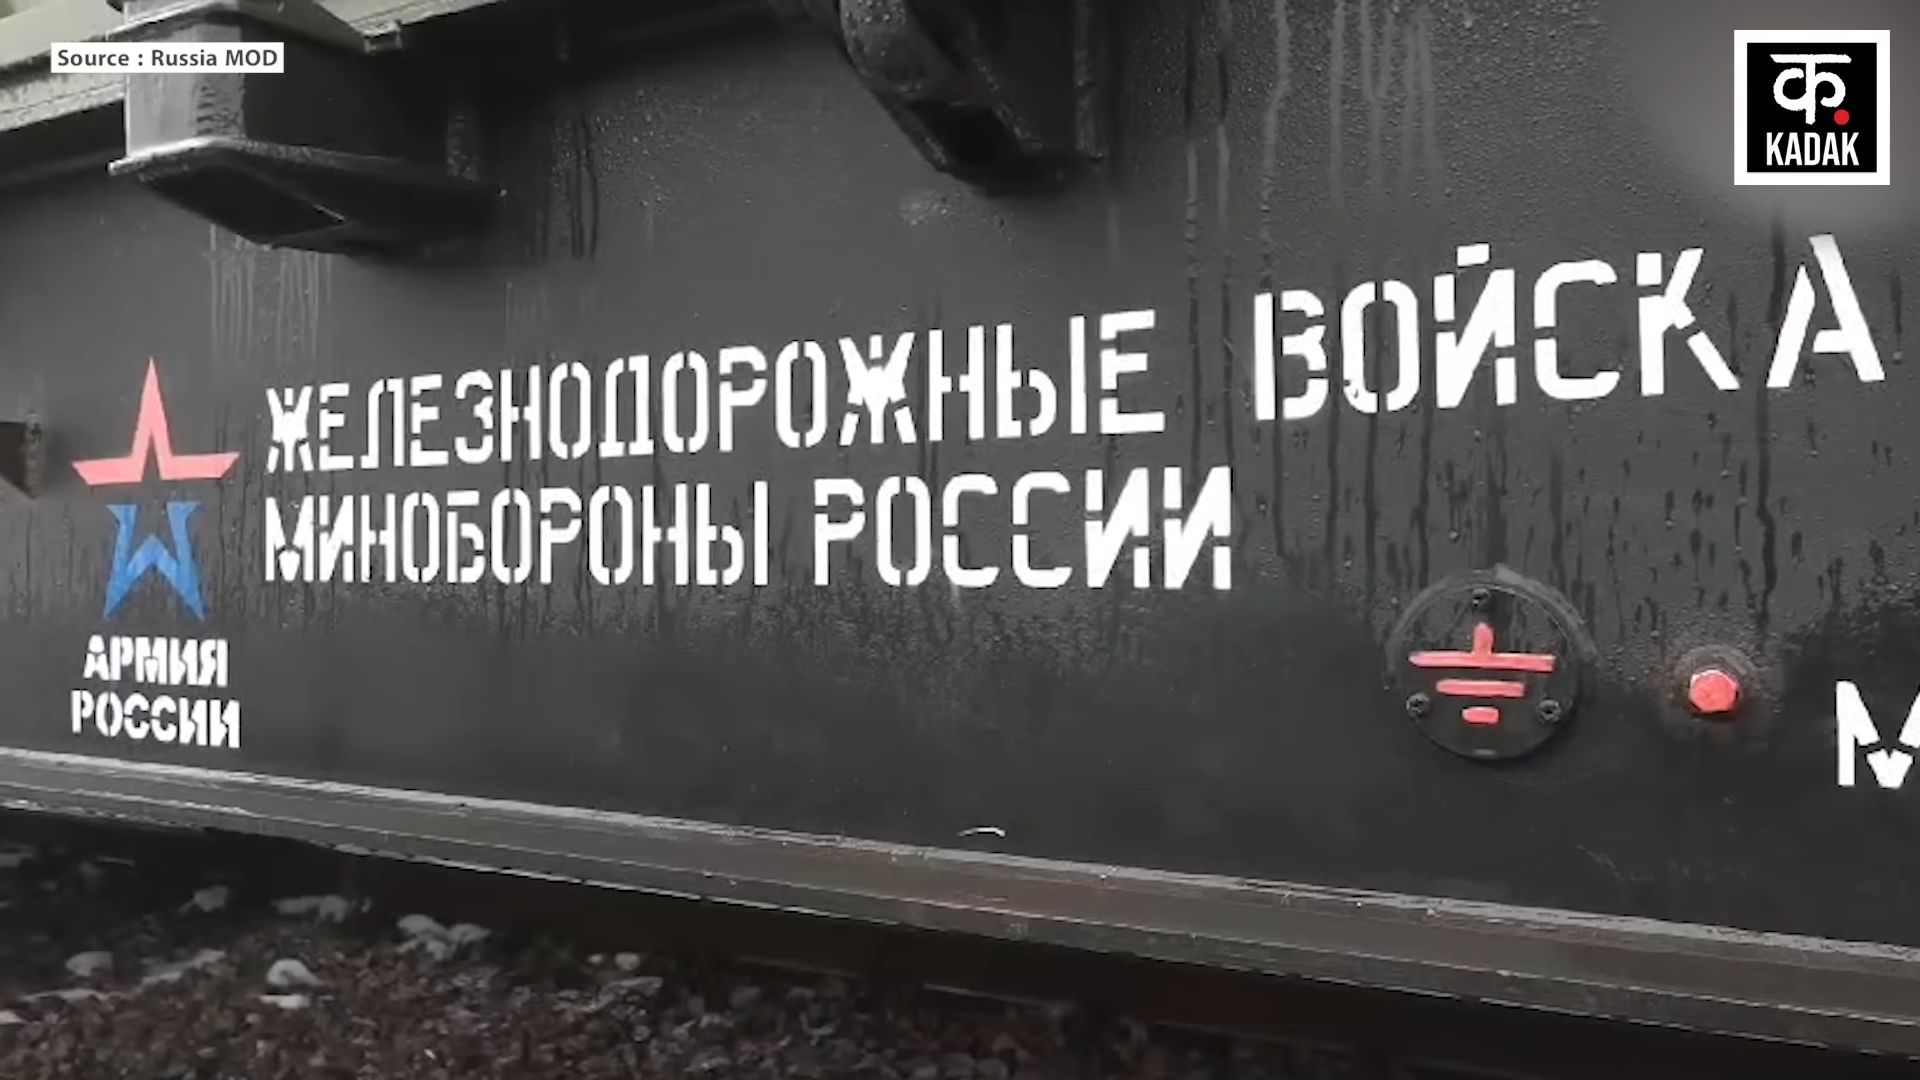 Source : Russia MOD
क.
KADAK
ЖЕЛЕЗНОДОРОЖНЫЕ ВОЙСКА
МИНОБОРОНЫ РОССИИ
АРМИЯ
РОССИИ